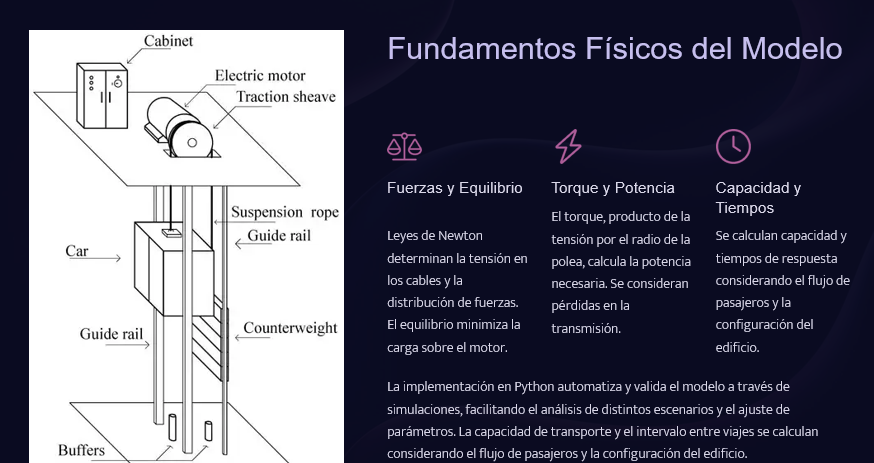 Cabinet
Electric motor
Traction sheave
Suspension rope
Guide rail
Car
Guide rail
Counterweight
Buffers
Fundamentos Físicos del Modelo
Fuerzas y Equilibrio
Leyes de Newton
determinan la tensión en
los cables y la
distribución de fuerzas.
El equilibrio minimiza la
carga sobre el motor.
Torque y Potencia
El torque, producto de la
tensión por el radio de la
polea, calcula la potencia
necesaria. Se consideran
pérdidas en la
transmisión.
Capacidad y
Tiempos
Se calculan capacidad y
tiempos de respuesta
considerando el flujo de
pasajeros y la
configuración del
edificio.
La implementación en Python automatiza y valida el modelo a través de
simulaciones, facilitando el análisis de distintos escenarios y el ajuste de
parámetros. La capacidad de transporte y el intervalo entre viajes se calculan
considerando el flujo de pasajeros y la configuración del edificio.